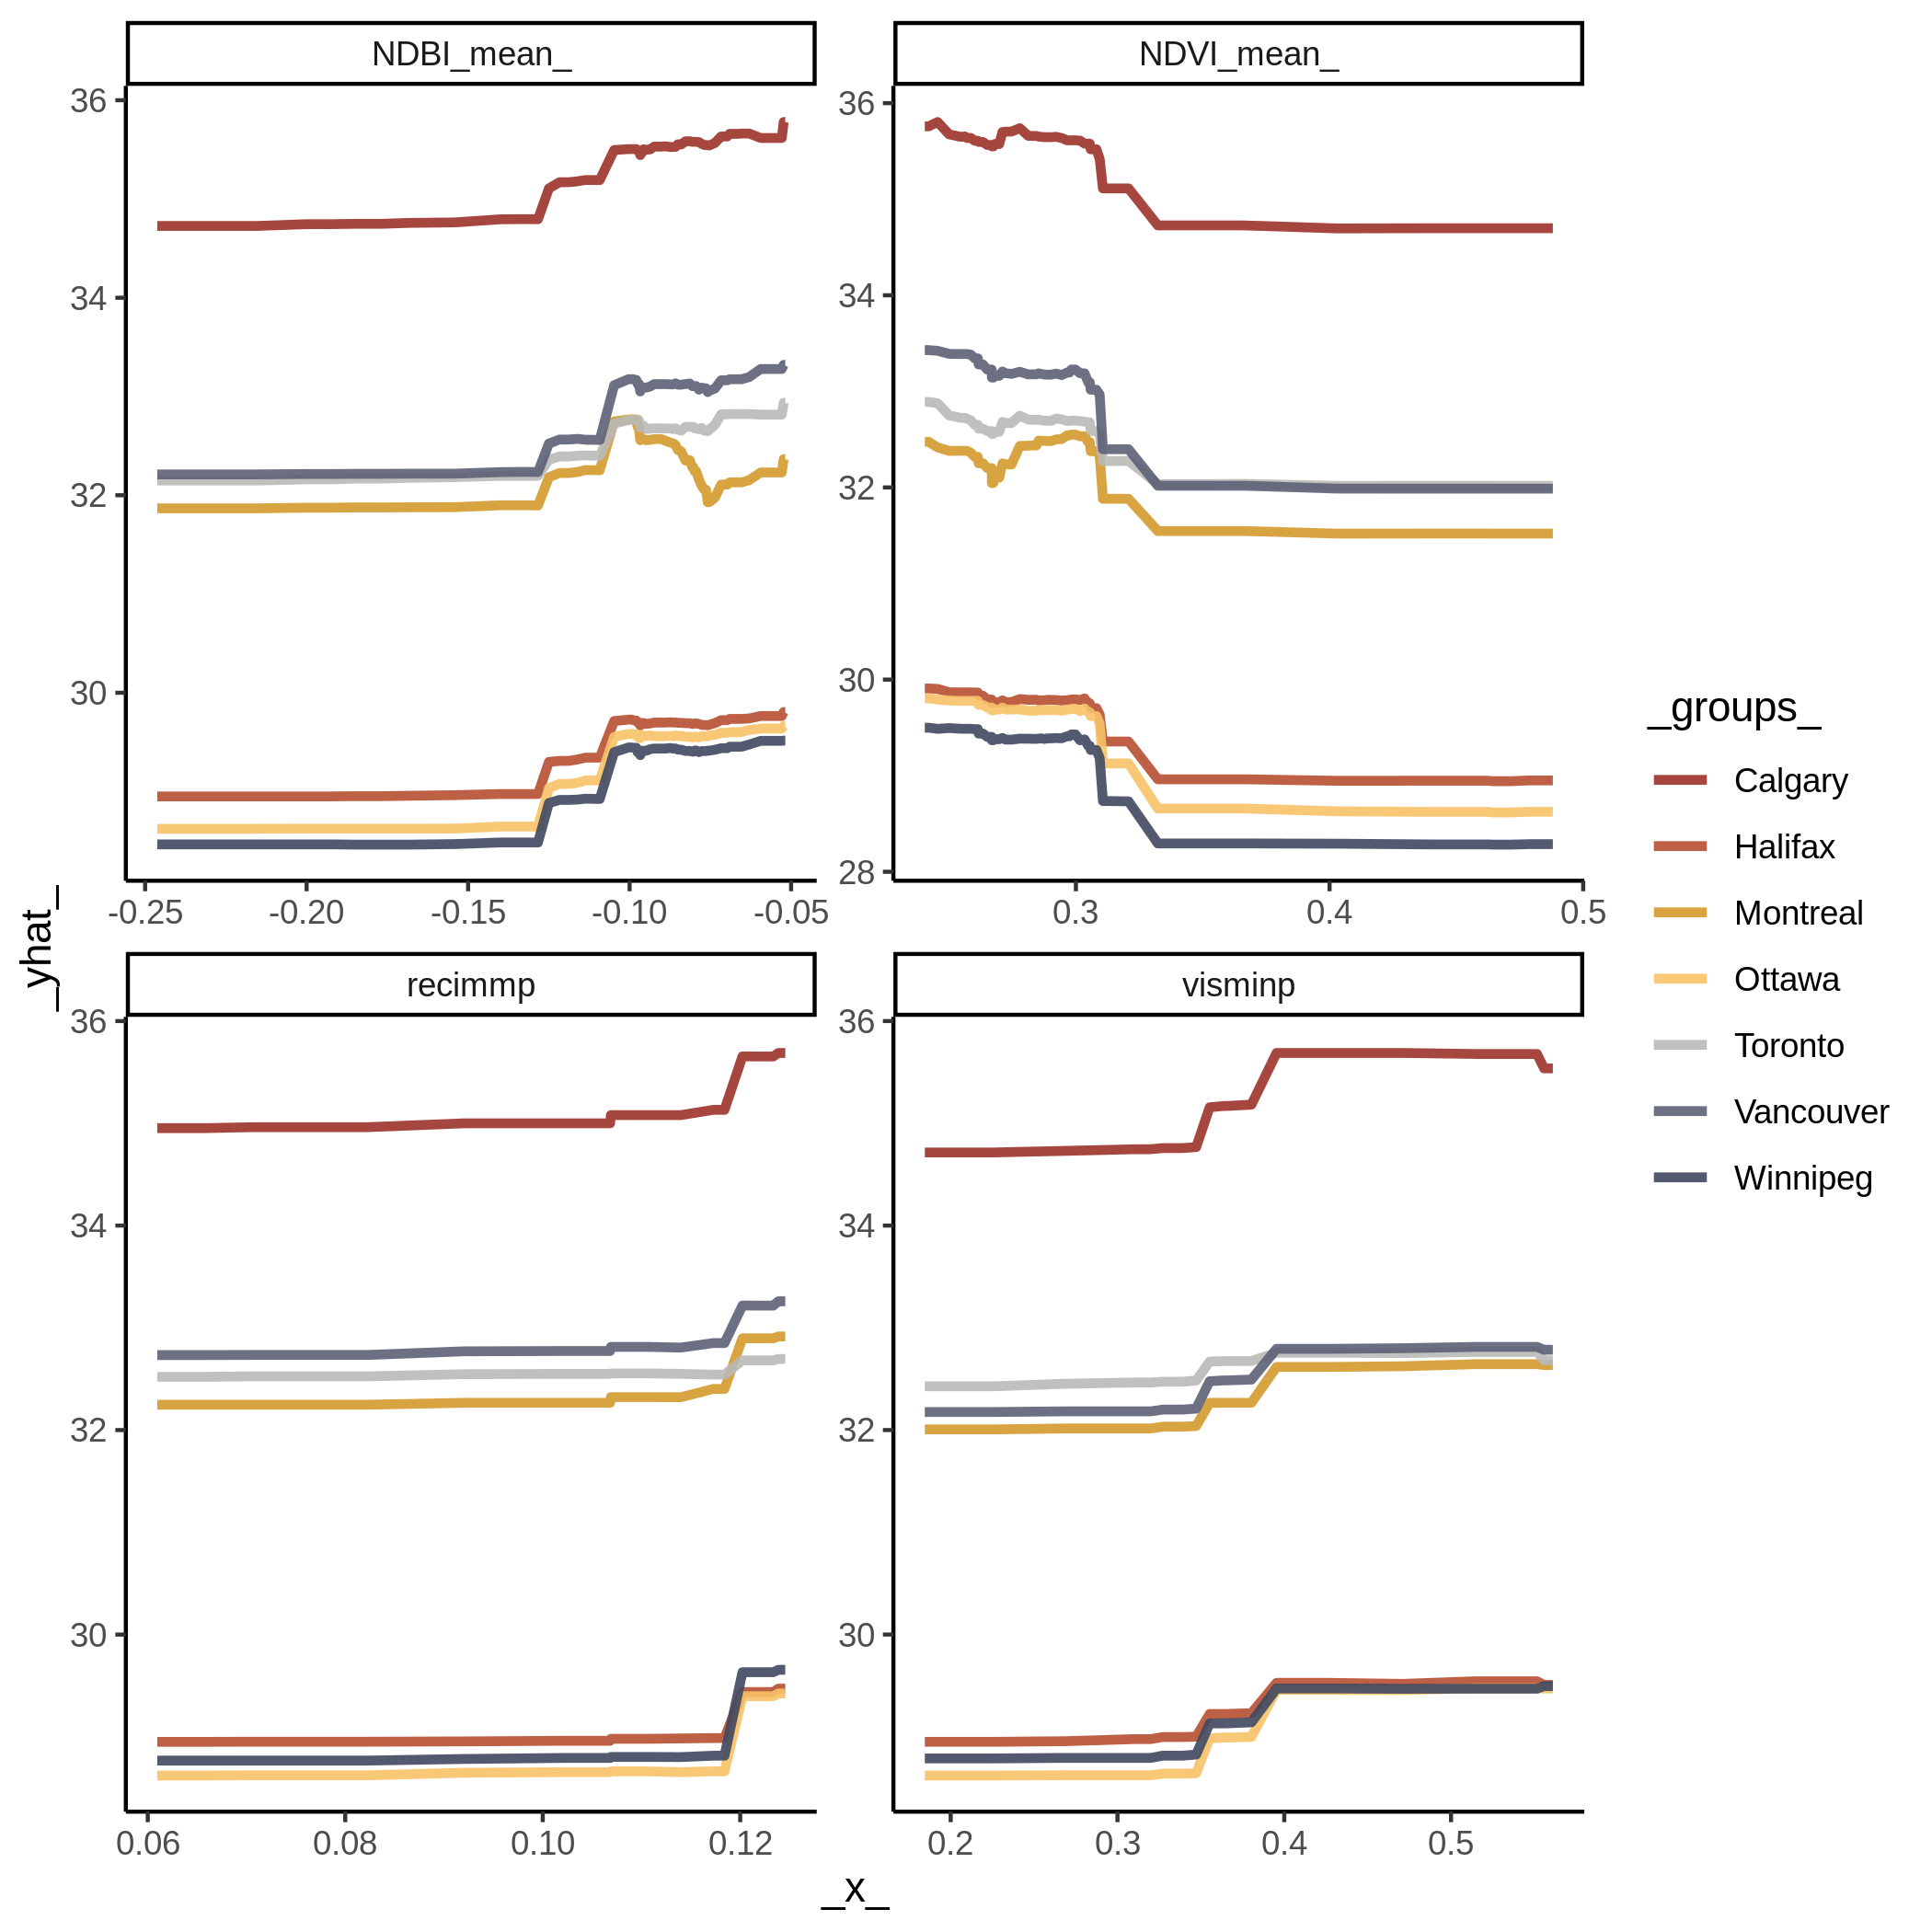 NDBI_mean_
NDVI_mean_
36
34
32
30
36
34
32
30
28
-0.25 -0.20 -0.15 -0.10 -0.05
0.3 0.4 0.5
recimmp
visminp
36
34
32
30
36
34
32
30
0.06 0.08 0.10 0.12
0.2 0.3 0.4 0.5
_x_
_yhat_
_groups_
Calgary
Halifax
Montreal
Ottawa
Toronto
Vancouver
Winnipeg